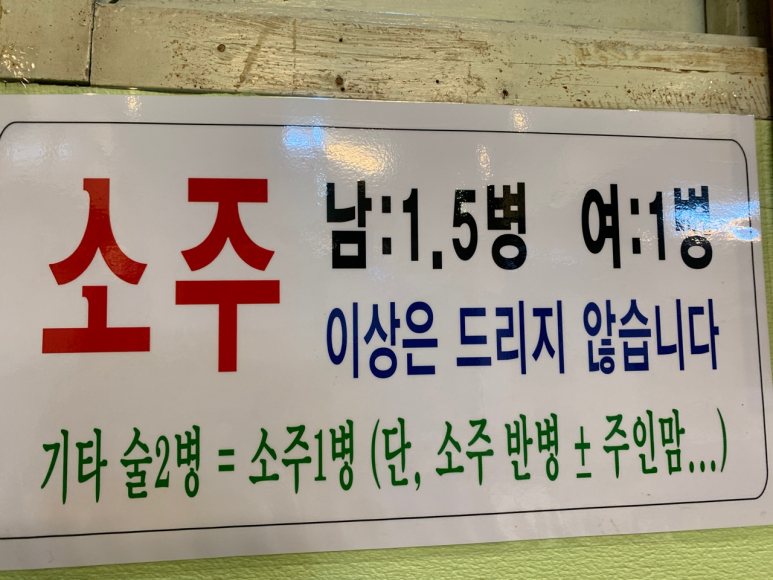 소주
남:1.5병 여:1병
이상은 드리지 않습니다
기타 술2병 = 소주1병 (단, 소주 반병 ± 주인맘...)